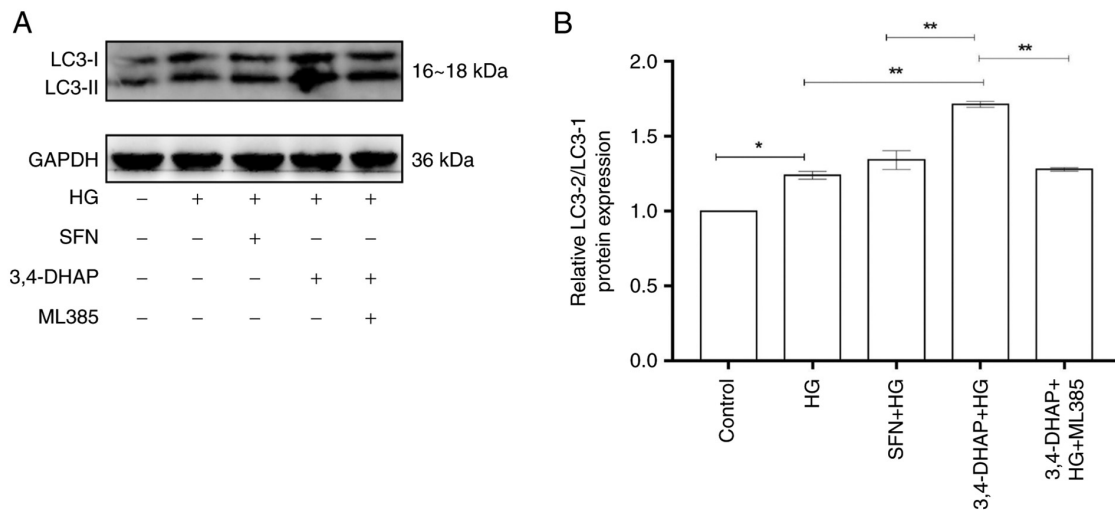 A
LC3-I
LC3-II
16~18 kDa
GAPDH
36 kDa
HG – + + + +
SFN – – + – –
3,4-DHAP – – – + +
ML385 – – – – +
B
Relative LC3-2/LC3-1
protein expression
2.0
1.5
1.0
0.5
0.0
*
**
**
**
Control
HG
SFN+HG
3,4-DHAP+HG
3,4-DHAP+
HG+ML385